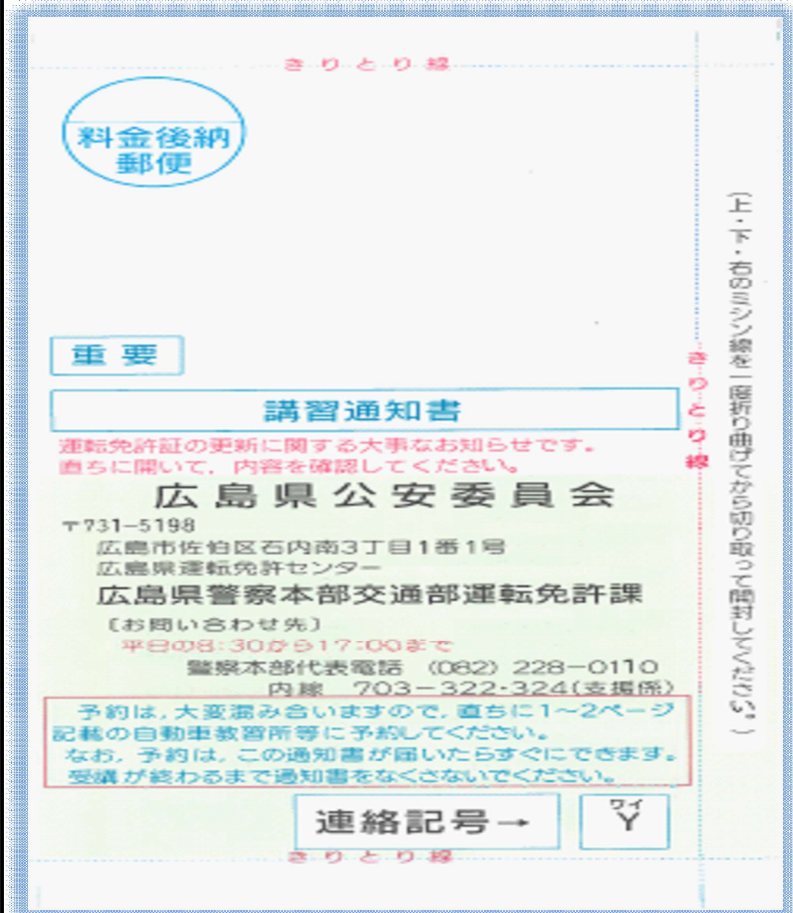 きりとり線
料金後納
郵便
重要
講習通知書
運転免許証の更新に関する大事なお知らせです。
直ちに開いて，内容を確認してください。
広島県公安委員会
〒731−5198
広島市佐伯区石内南3丁目1番1号
広島県運転免許センター
広島県警察本部交通部運転免許課
〔お問い合わせ先〕
平日の8:30から17:00まで
警察本部代表電話 (082) 228−0110
内線 703−322・324(支援係)
予約は，大変混み合いますので，直ちに1〜2ページ
記載の自動車教習所等に予約してください。
なお，予約は，この通知書が届いたらすぐにできます。
受講が終わるまで通知書をなくさないでください。
連絡記号→
ワイ
Y
きりとり線
きりとり線
(上・下・右のミシン線を一度折り曲げてから切り取って開封してください。)